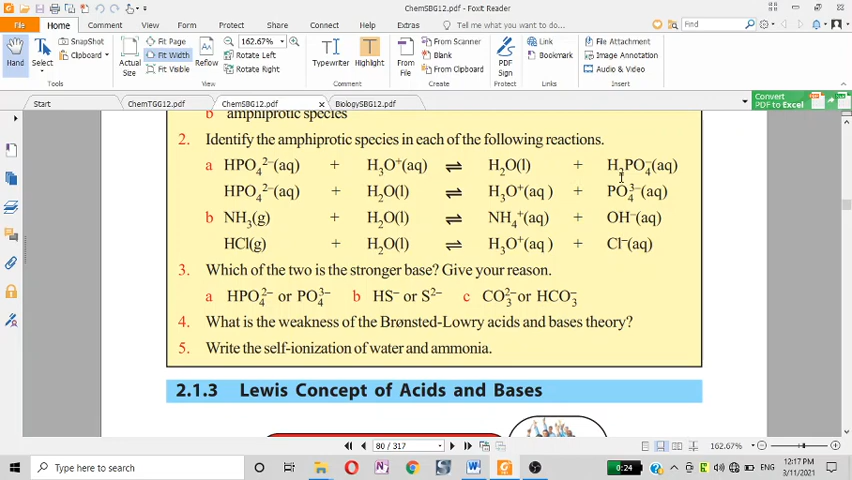 ChemSBG12.pdf - Foxit Reader
File Home Comment View Form Protect Share Connect Help Extras Tell me what you want to do... Find
Hand
Select
SnapShot
Clipboard
Actual Size
Fit Page
Fit Width
Fit Visible
Reflow
162.67%
Rotate Left
Rotate Right
Typewriter
Highlight
From File
From Scanner
Blank
From Clipboard
PDF Sign
Link
Bookmark
File Attachment
Image Annotation
Audio & Video
Tools
View
Comment
Create
Protect
Links
Insert
Start ChemTGG12.pdf ChemSBG12.pdf BiologySBG12.pdf
Convert PDF to Excel
b amphiprotic species
2. Identify the amphiprotic species in each of the following reactions.
a HPO₄²⁻(aq) + H₃O⁺(aq) ⇌ H₂O(l) + H₂PO₄⁻(aq)
HPO₄²⁻(aq) + H₂O(l) ⇌ H₃O⁺(aq ) + PO₄³⁻(aq)
b NH₃(g) + H₂O(l) ⇌ NH₄⁺(aq) + OH⁻(aq)
HCl(g) + H₂O(l) ⇌ H₃O⁺(aq ) + Cl⁻(aq)
3. Which of the two is the stronger base? Give your reason.
a HPO₄²⁻ or PO₄³⁻ b HS⁻ or S²⁻ c CO₃²⁻ or HCO₃⁻
4. What is the weakness of the Brønsted-Lowry acids and bases theory?
5. Write the self-ionization of water and ammonia.
2.1.3 Lewis Concept of Acids and Bases
80 / 317
162.67%
Type here to search
0:24
ENG
12:17 PM
3/11/2021